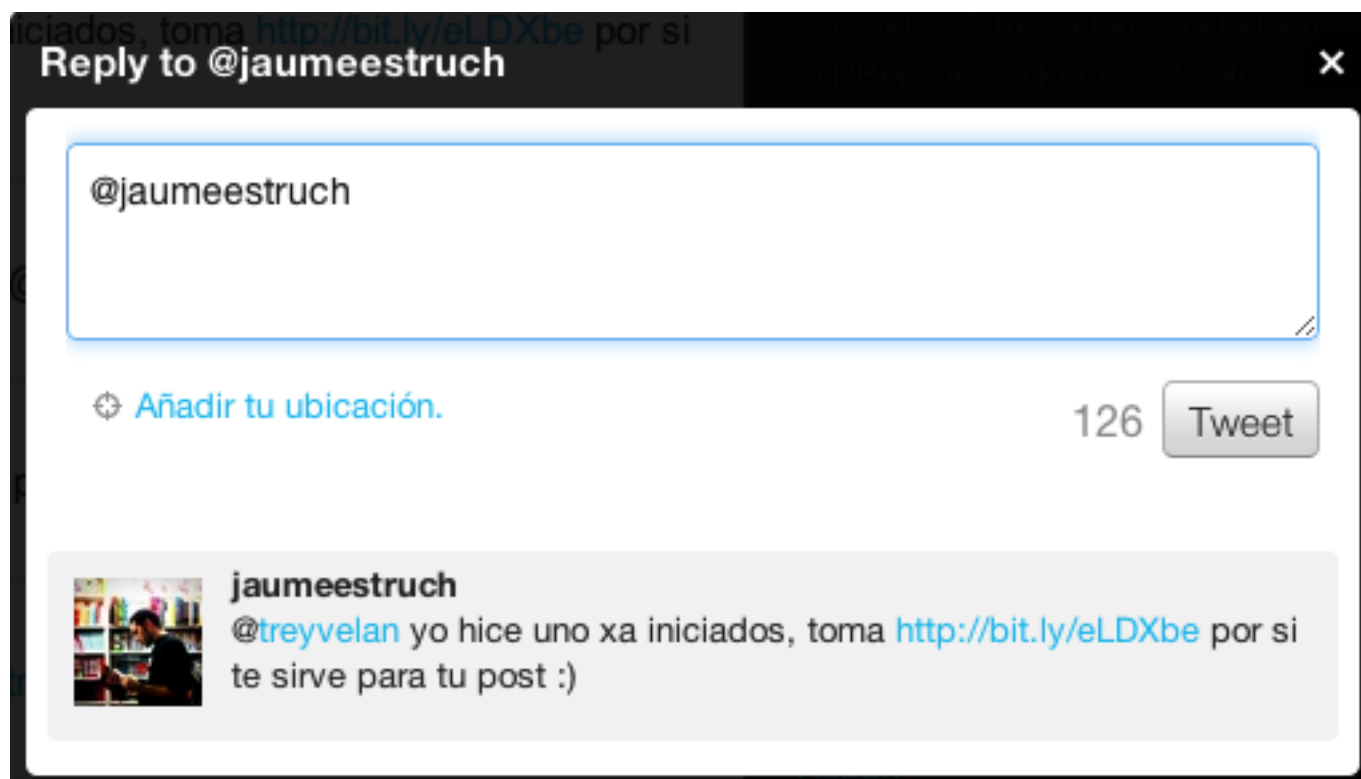 iciados, toma http://bit.ly/eLDXbe por si
Reply to @jaumeestruch
@jaumeestruch
Añadir tu ubicación.
126 Tweet
jaumeestruch
@treyvelan yo hice uno xa iniciados, toma http://bit.ly/eLDXbe por si
te sirve para tu post :)